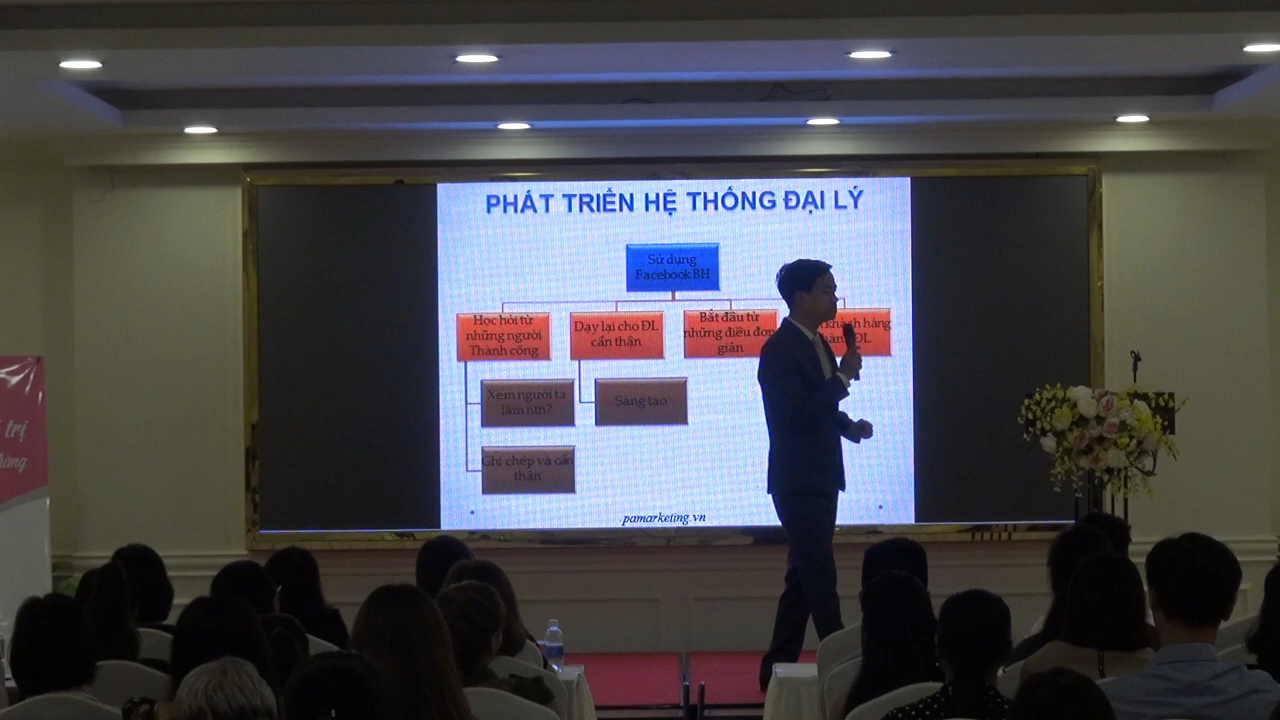 PHÁT TRIỂN HỆ THỐNG ĐẠI LÝ
Sử dụng
Facebook BH
Học hỏi từ
những người
Thành công
Dạy lại cho ĐL
cẩn thận
Bắt đầu từ
những điều đơn
giản
khách hàng
ĐL
Xem người ta
làm ntn?
Sáng tạo
Ghi chép và cẩn
thận
pamarketing.vn
trị
hàng